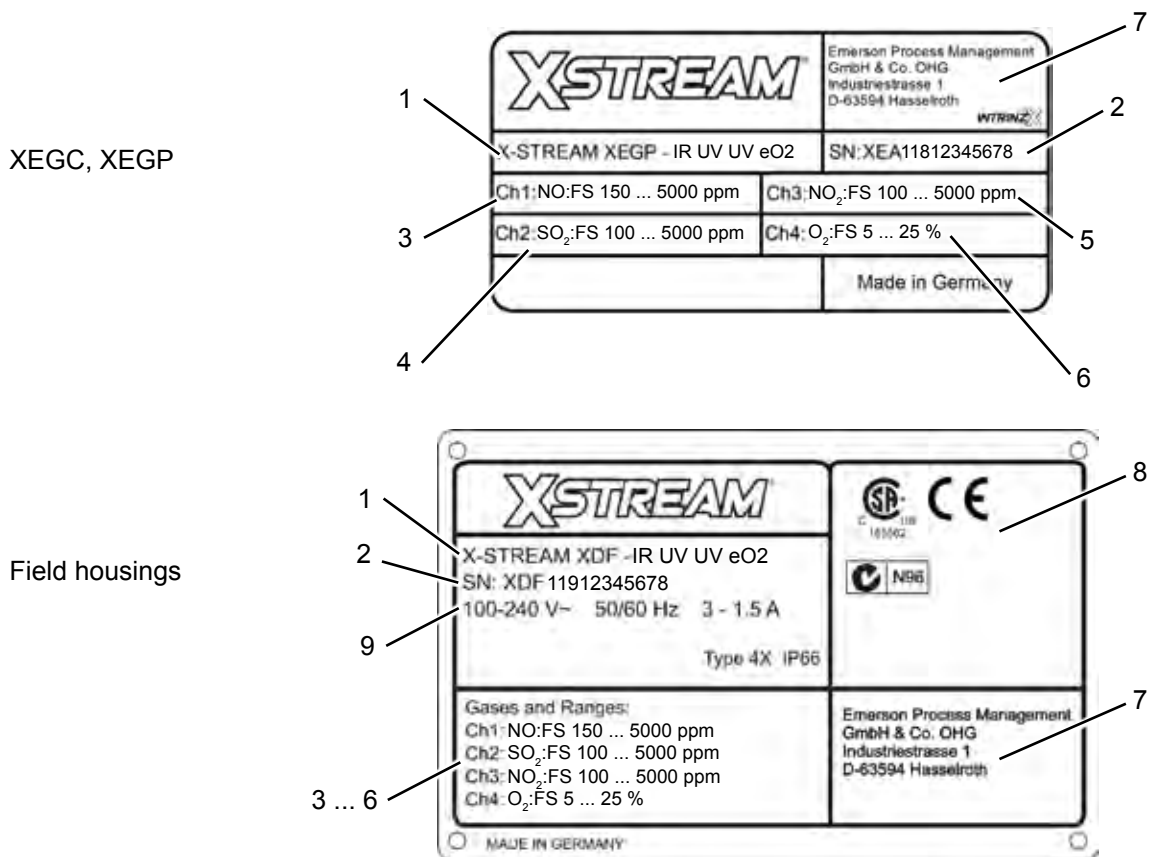 XEGC, XEGP
XSTREAM
Emerson Process Management
GmbH & Co. OHG
Industriestrasse 1
D-63594 Hasselroth
INTRINZX
7
1
2
X-STREAM XEGP - IR UV UV eO2
SN:XEA11812345678
Ch1:NO:FS 150 ... 5000 ppm
Ch3:NO₂:FS 100 ... 5000 ppm
3
5
Ch2:SO₂:FS 100 ... 5000 ppm
Ch4:O₂:FS 5 ... 25 %
Made in Germany
4
6
Field housings
XSTREAM
1
X-STREAM XDF -IR UV UV eO2
2
SN: XDF 11912345678
9
100-240 V~ 50/60 Hz 3 - 1.5 A
Type 4X IP66
SA
C US
CE
N96
8
Gases and Ranges:
Ch1:NO:FS 150 ... 5000 ppm
Ch2:SO₂:FS 100 ... 5000 ppm
Ch3:NO₂:FS 100 ... 5000 ppm
Ch4:O₂:FS 5 ... 25 %
3 ... 6
Emerson Process Management
GmbH & Co. OHG
Industriestrasse 1
D-63594 Hasselroth
7
MADE IN GERMANY